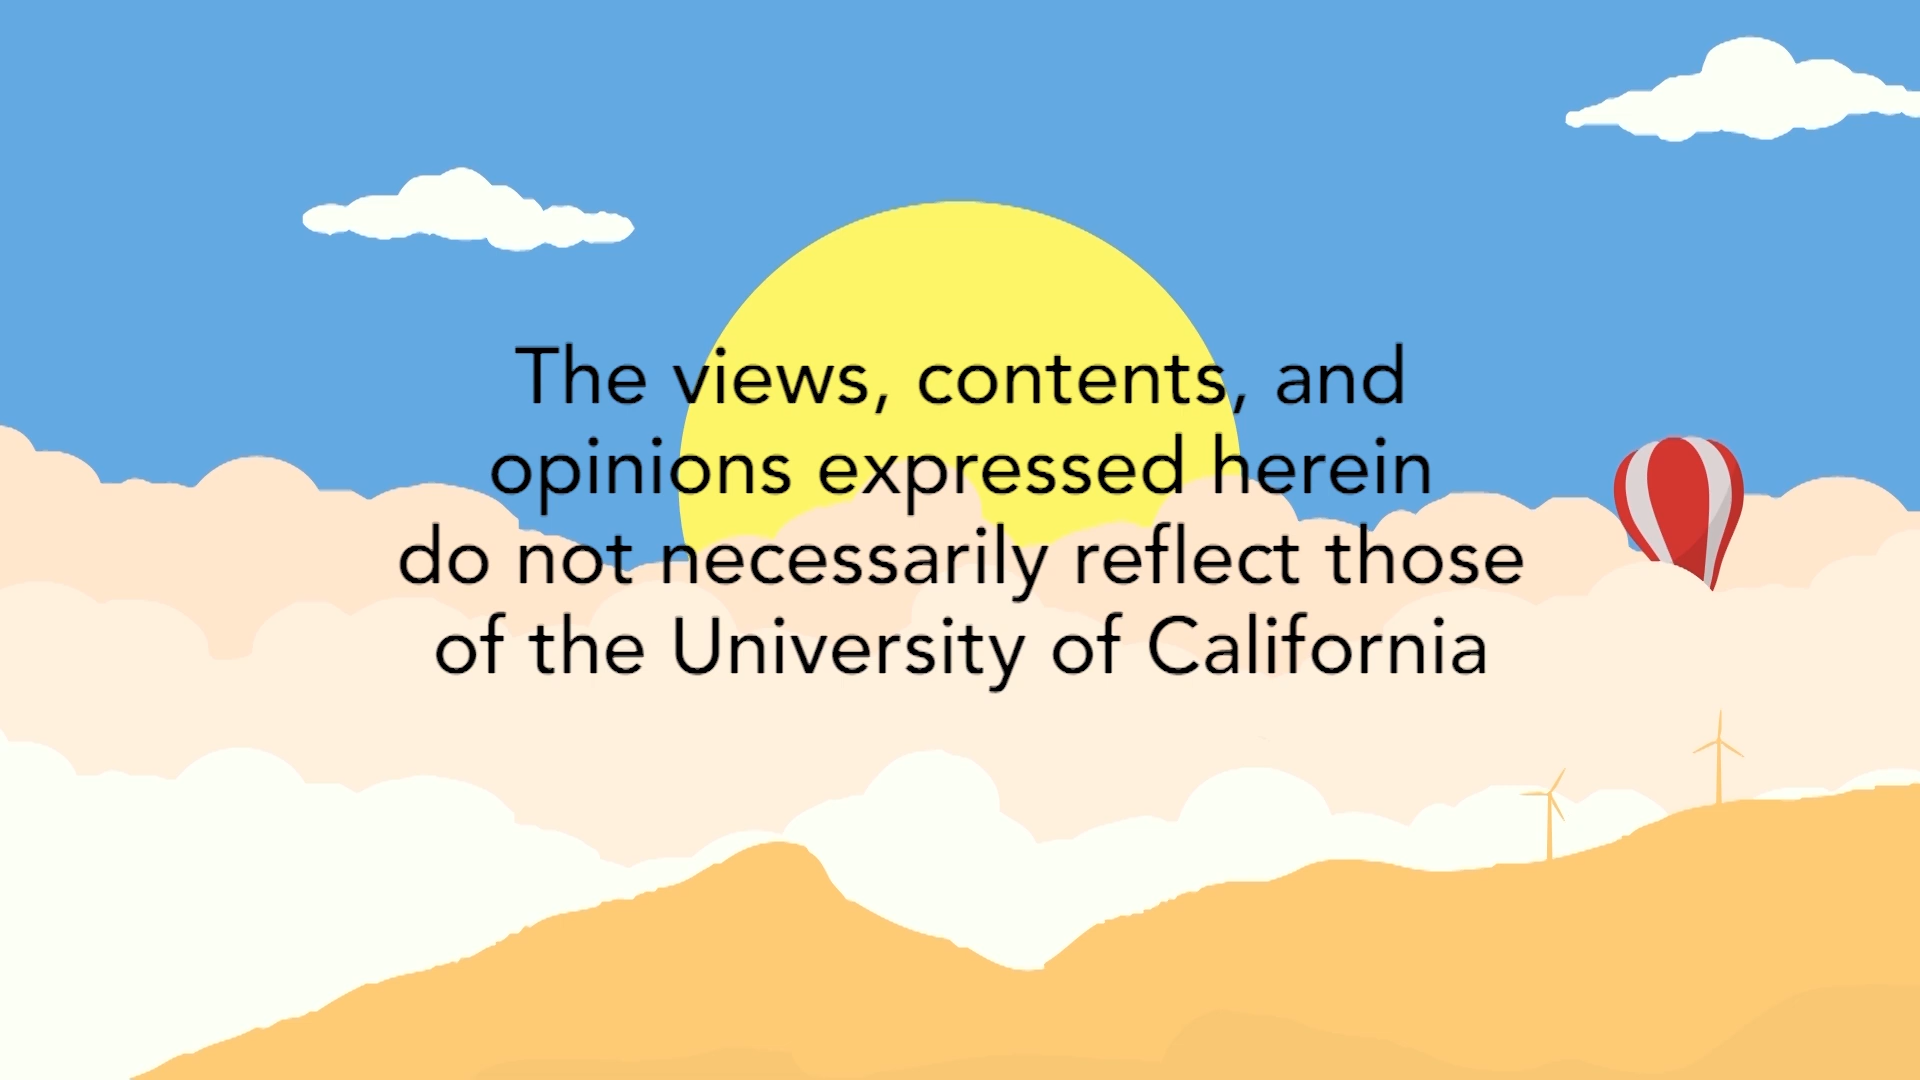 The views, contents, and
opinions expressed herein
do not necessarily reflect those
of the University of California